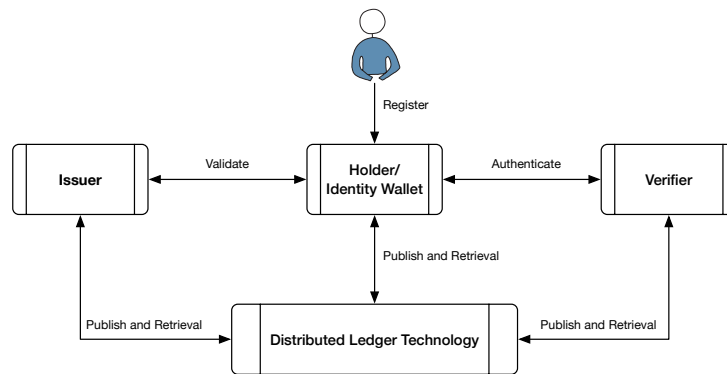 Register
Issuer
Validate
Holder/
Identity Wallet
Authenticate
Verifier
Publish and Retrieval
Publish and Retrieval
Distributed Ledger Technology
Publish and Retrieval